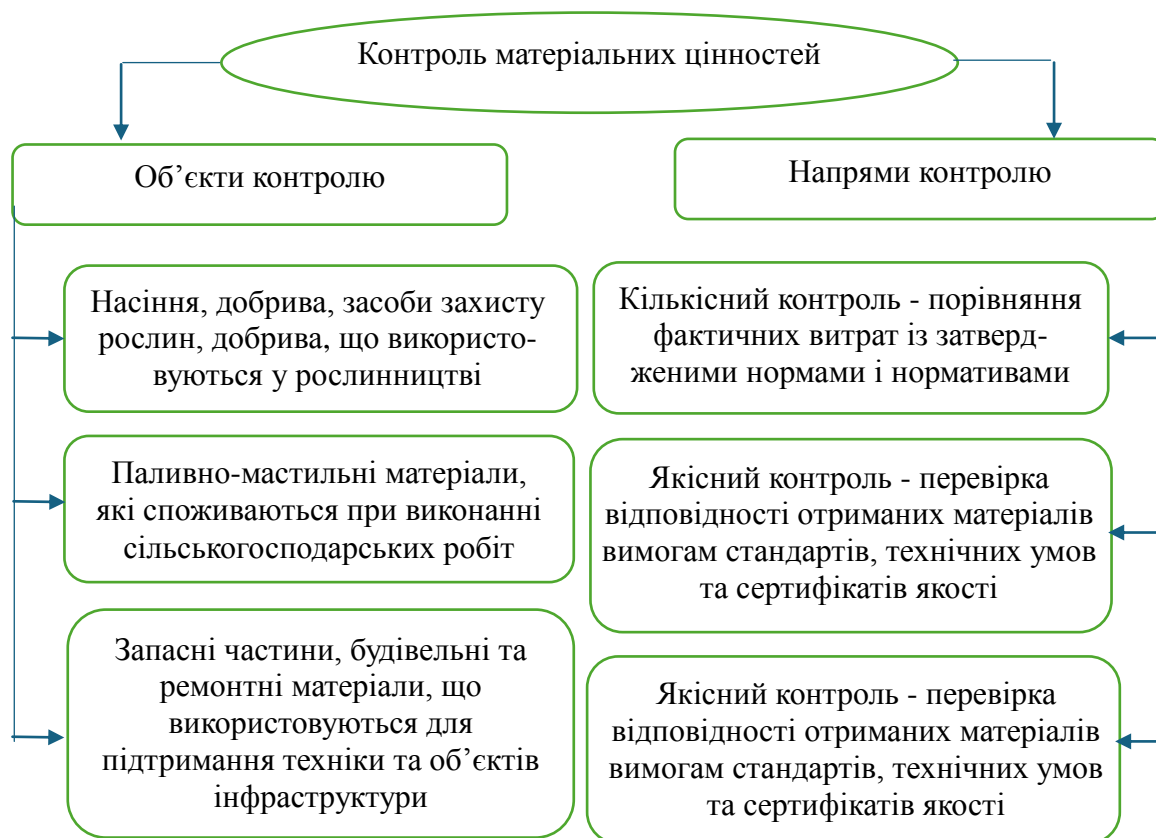 Контроль матеріальних цінностей
Об’єкти контролю
Напрями контролю
Насіння, добрива, засоби захисту
рослин, добрива, що використо-
вуються у рослинництві
Паливно-мастильні матеріали,
які споживаються при виконанні
сільськогосподарських робіт
Запасні частини, будівельні та
ремонтні матеріали, що
використовуються для
підтримання техніки та об’єктів
інфраструктури
Кількісний контроль - порівняння
фактичних витрат із затвер-
дженими нормами і нормативами
Якісний контроль - перевірка
відповідності отриманих матеріалів
вимогам стандартів, технічних умов
та сертифікатів якості
Якісний контроль - перевірка
відповідності отриманих матеріалів
вимогам стандартів, технічних умов
та сертифікатів якості